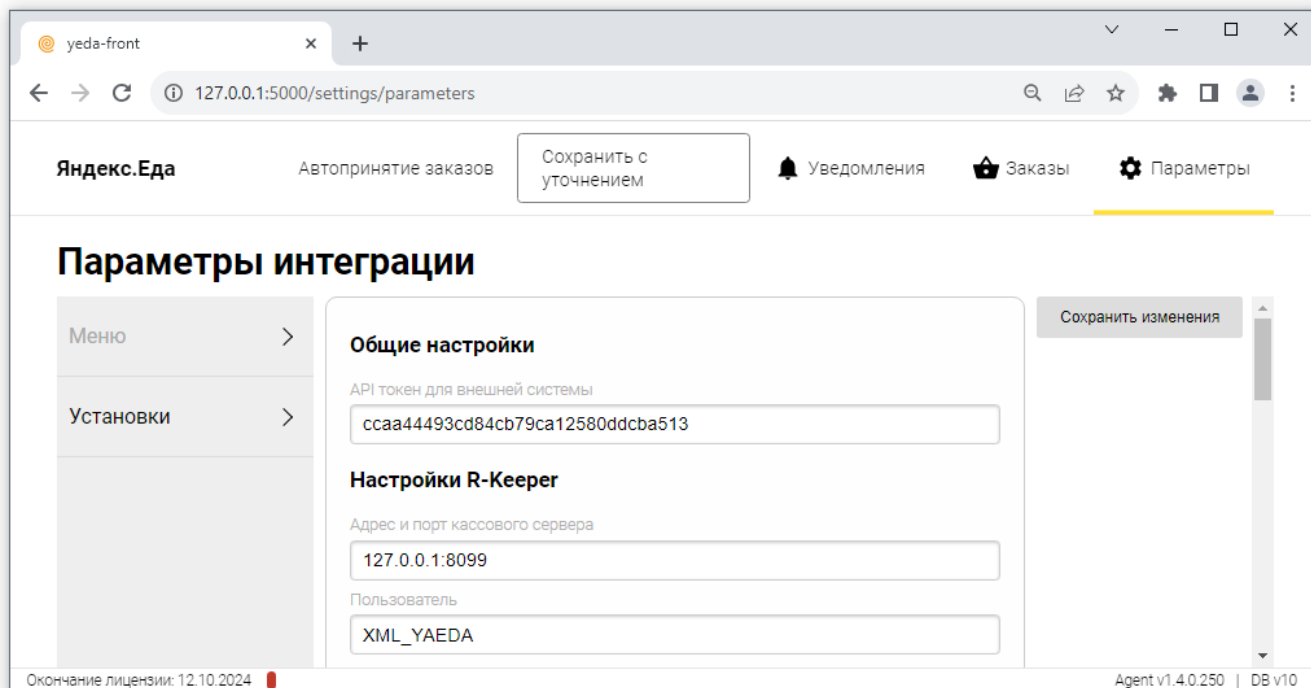 yeda-front
127.0.0.1:5000/settings/parameters
Яндекс.Еда
Автопринятие заказов
Сохранить с
уточнением
Уведомления
Заказы
Параметры
Параметры интеграции
Меню
Установки
Общие настройки
API токен для внешней системы
ccaa44493cd84cb79ca12580ddcba513
Настройки R-Keeper
Адрес и порт кассового сервера
127.0.0.1:8099
Пользователь
XML_YAEDA
Сохранить изменения
Окончание лицензии: 12.10.2024
Agent v1.4.0.250 | DB v10